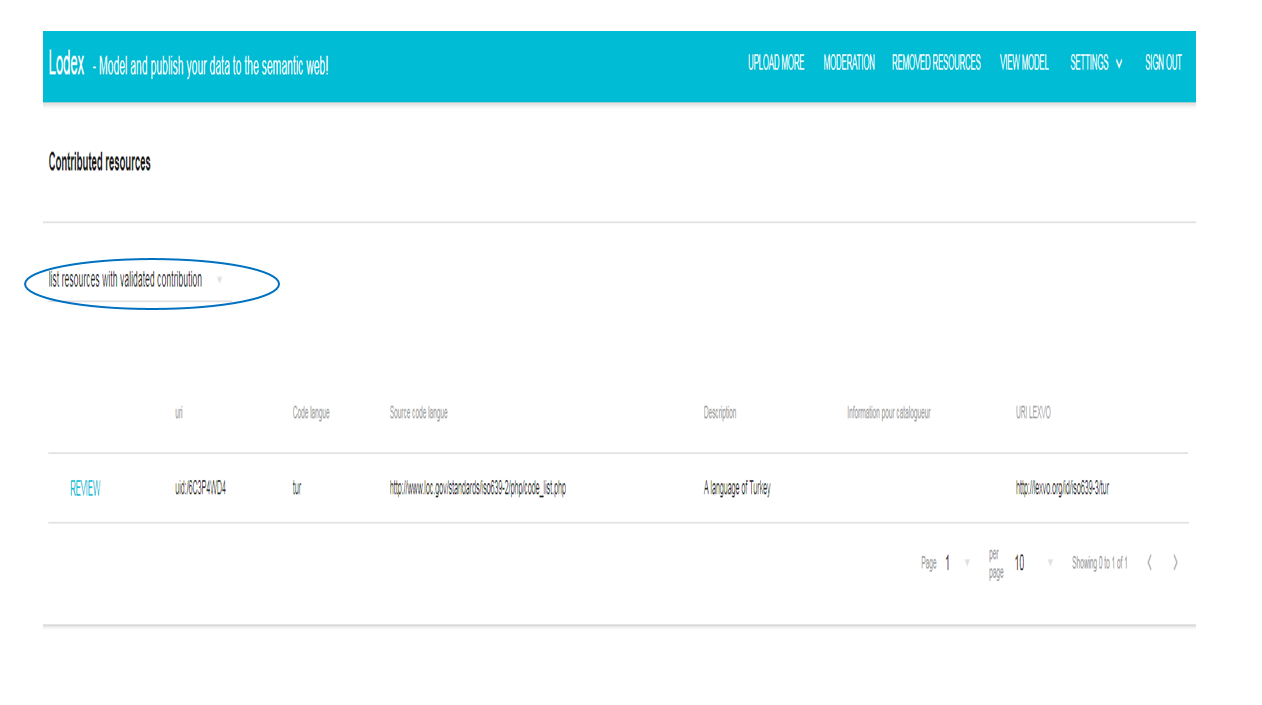 Lodex - Model and publish your data to the semantic web! UPLOAD MORE MODERATION REMOVED RESOURCES VIEW MODEL SETTINGS SIGN OUT
Contributed resources
list resources with validated contribution
uri Code langue Source code langue Description Information pour catalogueur URI LEXVO
REVIEW uid:/6C3P4WD4 tur http://www.loc.gov/standards/iso639-2/php/code_list.php A language of Turkey http://lexvo.org/id/iso639-3/tur
Page 1 per page 10 Showing 0 to 1 of 1